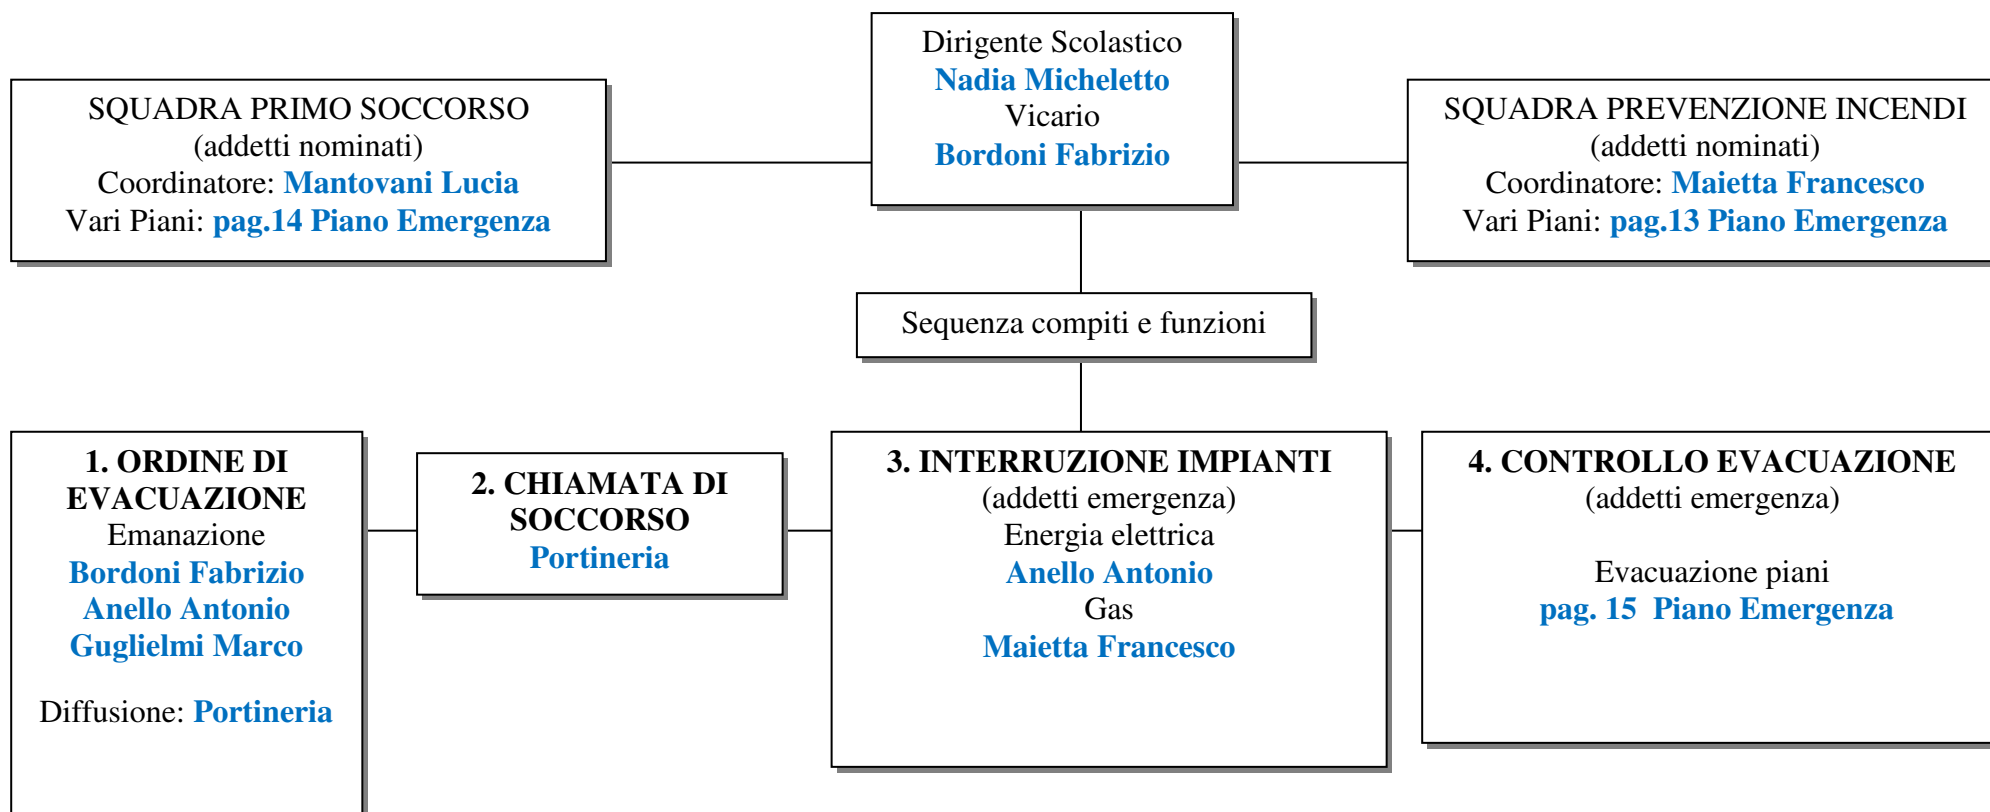 Dirigente Scolastico
Nadia Micheletto
Vicario
Bordoni Fabrizio
SQUADRA PRIMO SOCCORSO
(addetti nominati)
Coordinatore: Mantovani Lucia
Vari Piani: pag.14 Piano Emergenza
SQUADRA PREVENZIONE INCENDI
(addetti nominati)
Coordinatore: Maietta Francesco
Vari Piani: pag.13 Piano Emergenza
Sequenza compiti e funzioni
1. ORDINE DI
EVACUAZIONE
Emanazione
Bordoni Fabrizio
Anello Antonio
Guglielmi Marco
Diffusione: Portineria
2. CHIAMATA DI
SOCCORSO
Portineria
3. INTERRUZIONE IMPIANTI
(addetti emergenza)
Energia elettrica
Anello Antonio
Gas
Maietta Francesco
4. CONTROLLO EVACUAZIONE
(addetti emergenza)
Evacuazione piani
pag. 15  Piano Emergenza